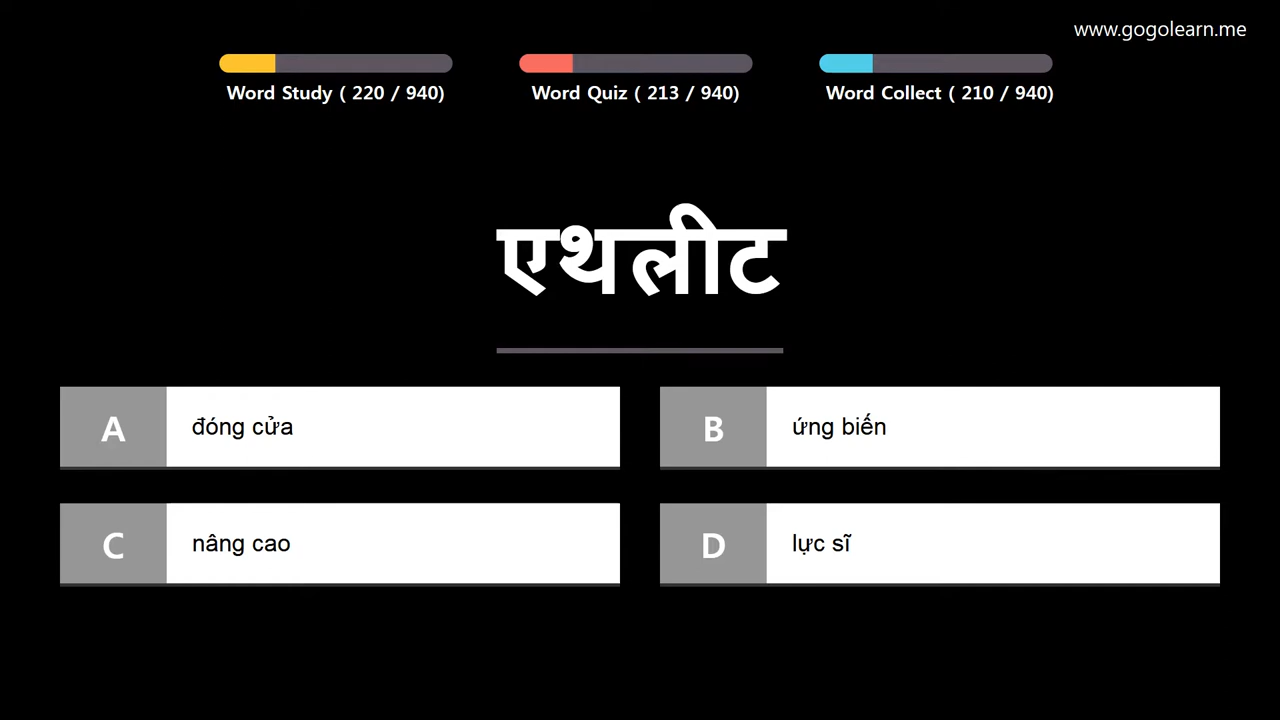 www.gogolearn.me
Word Study ( 220 / 940)
Word Quiz ( 213 / 940)
Word Collect ( 210 / 940)
एथलीट
A
đóng cửa
B
ứng biến
C
nâng cao
D
lực sĩ